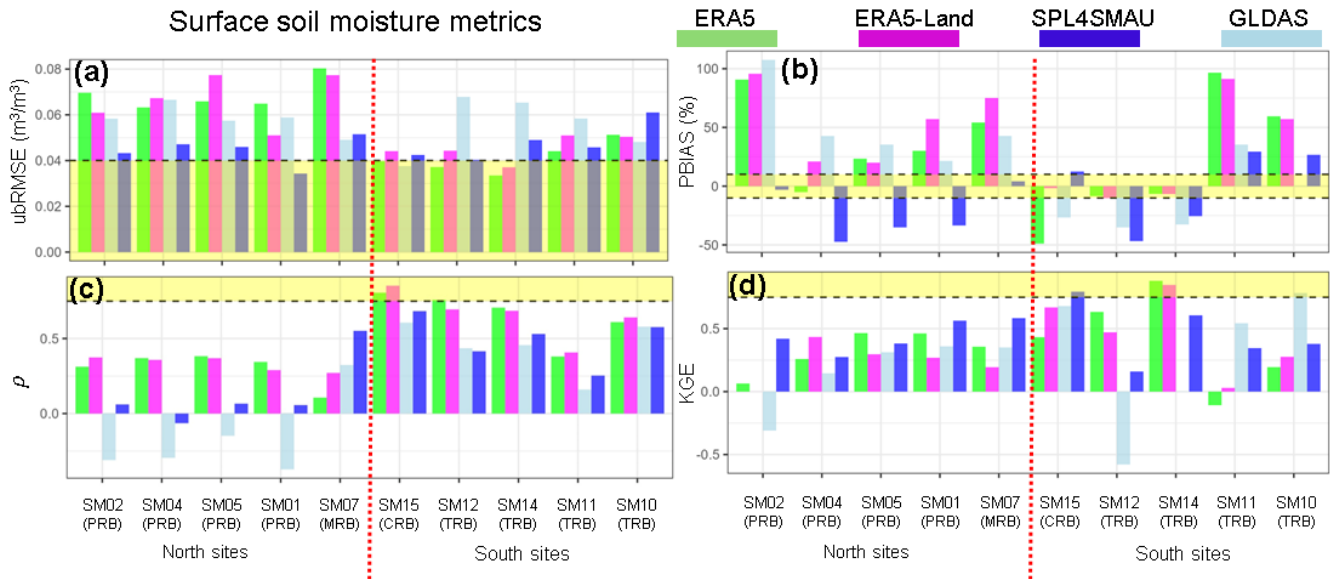 Surface soil moisture metrics
ERA5 ERA5-Land SPL4SMAU GLDAS
(a)
ubRMSE (m³/m³)
0.08
0.06
0.04
0.02
0.00
(b)
PBIAS (%)
100
50
0
-50
(c)
ρ
0.5
0.0
(d)
KGE
0.5
0.0
-0.5
SM02 SM04 SM05 SM01 SM07 SM15 SM12 SM14 SM11 SM10
(PRB) (PRB) (PRB) (PRB) (MRB) (CRB) (TRB) (TRB) (TRB) (TRB)
North sites South sites
SM02 SM04 SM05 SM01 SM07 SM15 SM12 SM14 SM11 SM10
(PRB) (PRB) (PRB) (PRB) (MRB) (CRB) (TRB) (TRB) (TRB) (TRB)
North sites South sites